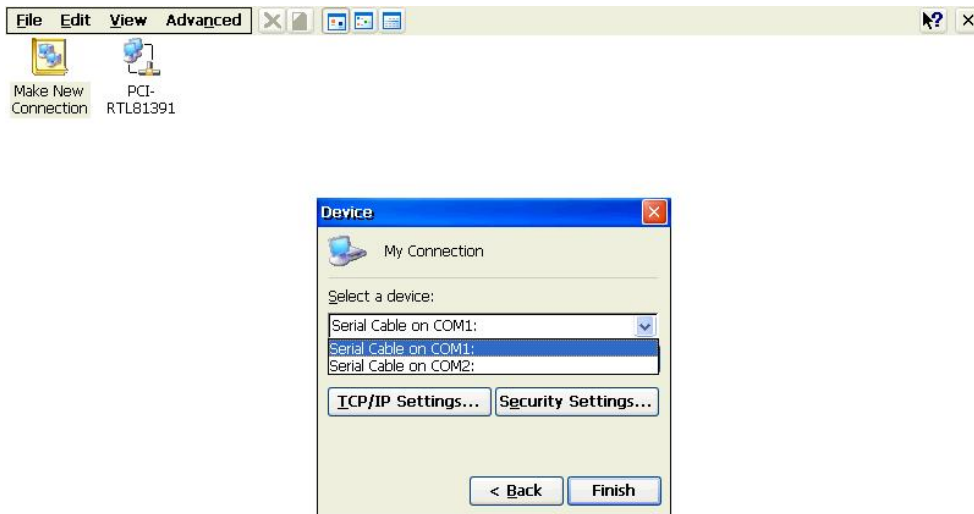 File Edit View Advanced
Make New Connection
PCI-RTL81391
Device
My Connection
Select a device:
Serial Cable on COM1:
Serial Cable on COM1:
Serial Cable on COM2:
TCP/IP Settings... Security Settings...
< Back Finish